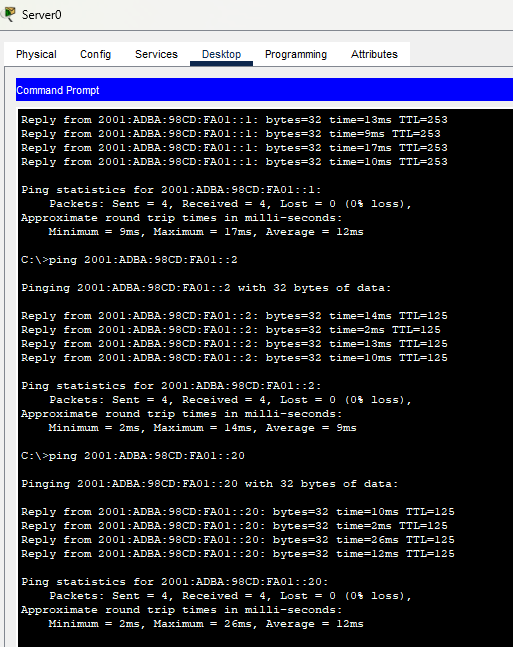 Server0
Physical Config Services Desktop Programming Attributes
Command Prompt
Reply from 2001:ADBA:98CD:FA01::1: bytes=32 time=13ms TTL=253
Reply from 2001:ADBA:98CD:FA01::1: bytes=32 time=9ms TTL=253
Reply from 2001:ADBA:98CD:FA01::1: bytes=32 time=17ms TTL=253
Reply from 2001:ADBA:98CD:FA01::1: bytes=32 time=10ms TTL=253
Ping statistics for 2001:ADBA:98CD:FA01::1:
Packets: Sent = 4, Received = 4, Lost = 0 (0% loss),
Approximate round trip times in milli-seconds:
Minimum = 9ms, Maximum = 17ms, Average = 12ms
C:\>ping 2001:ADBA:98CD:FA01::2
Pinging 2001:ADBA:98CD:FA01::2 with 32 bytes of data:
Reply from 2001:ADBA:98CD:FA01::2: bytes=32 time=14ms TTL=125
Reply from 2001:ADBA:98CD:FA01::2: bytes=32 time=2ms TTL=125
Reply from 2001:ADBA:98CD:FA01::2: bytes=32 time=13ms TTL=125
Reply from 2001:ADBA:98CD:FA01::2: bytes=32 time=10ms TTL=125
Ping statistics for 2001:ADBA:98CD:FA01::2:
Packets: Sent = 4, Received = 4, Lost = 0 (0% loss),
Approximate round trip times in milli-seconds:
Minimum = 2ms, Maximum = 14ms, Average = 9ms
C:\>ping 2001:ADBA:98CD:FA01::20
Pinging 2001:ADBA:98CD:FA01::20 with 32 bytes of data:
Reply from 2001:ADBA:98CD:FA01::20: bytes=32 time=10ms TTL=125
Reply from 2001:ADBA:98CD:FA01::20: bytes=32 time=2ms TTL=125
Reply from 2001:ADBA:98CD:FA01::20: bytes=32 time=26ms TTL=125
Reply from 2001:ADBA:98CD:FA01::20: bytes=32 time=12ms TTL=125
Ping statistics for 2001:ADBA:98CD:FA01::20:
Packets: Sent = 4, Received = 4, Lost = 0 (0% loss),
Approximate round trip times in milli-seconds:
Minimum = 2ms, Maximum = 26ms, Average = 12ms